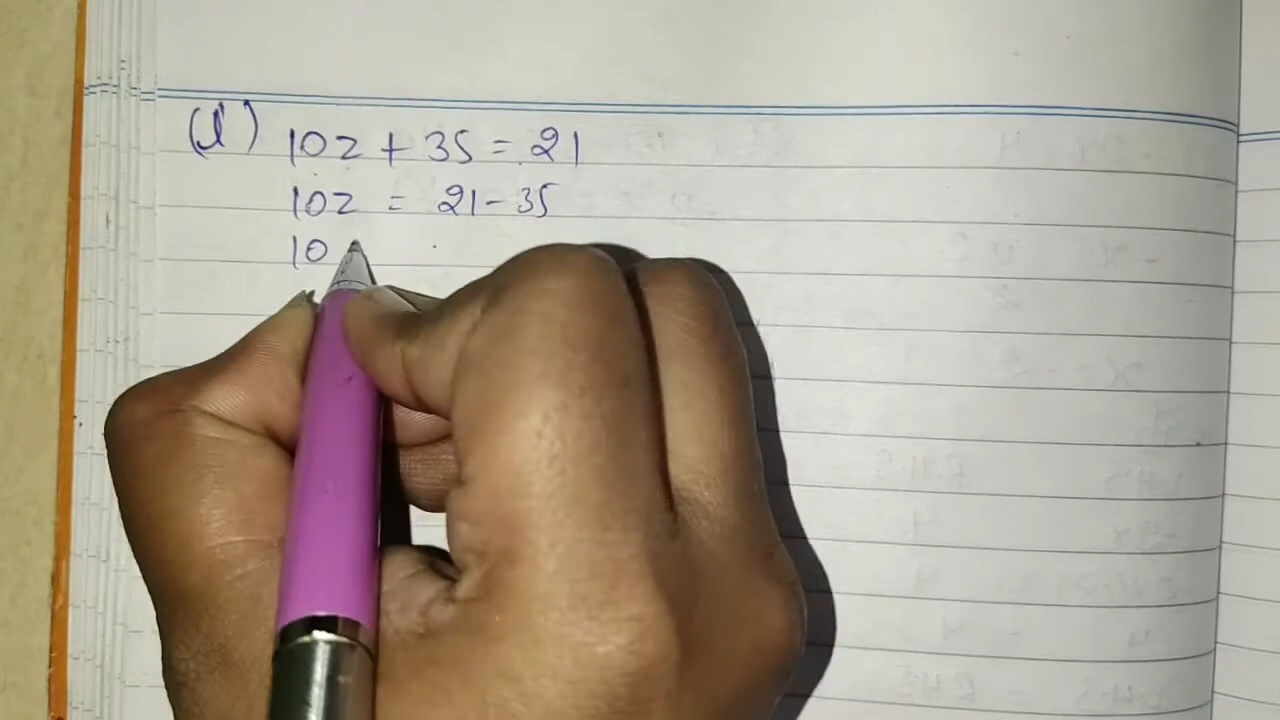 (l) 10z + 35 = 21
10z = 21 - 35
10